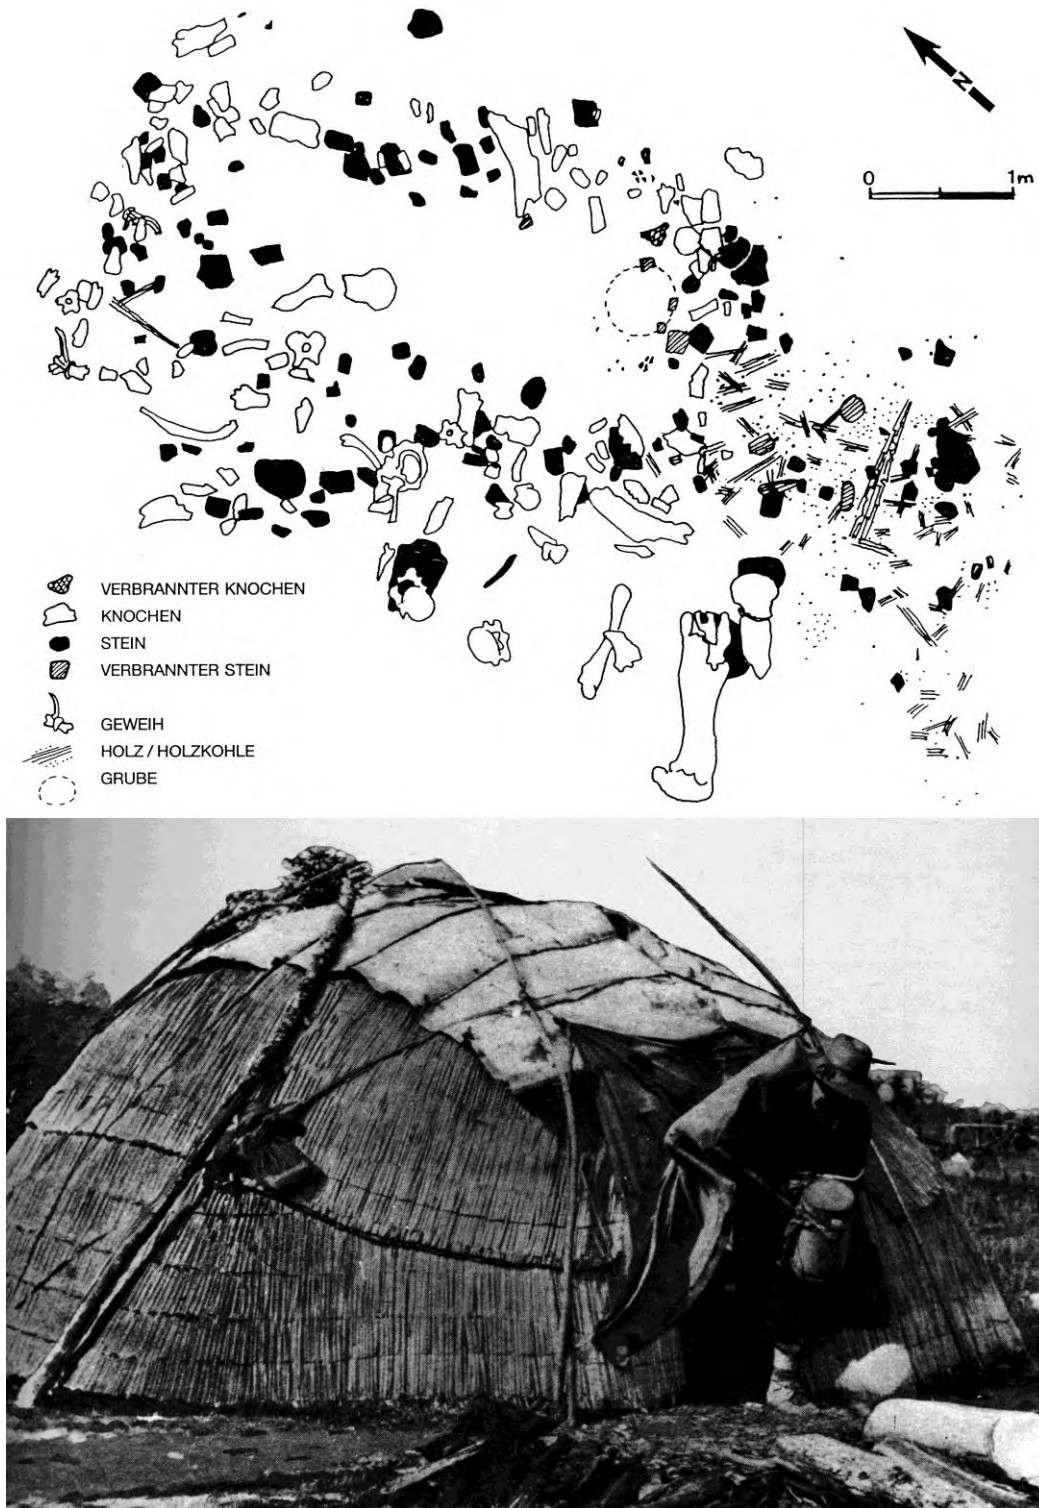 N
0 1m
VERBRANNTER KNOCHEN
KNOCHEN
STEIN
VERBRANNTER STEIN
GEWEIH
HOLZ / HOLZKOHLE
GRUBE